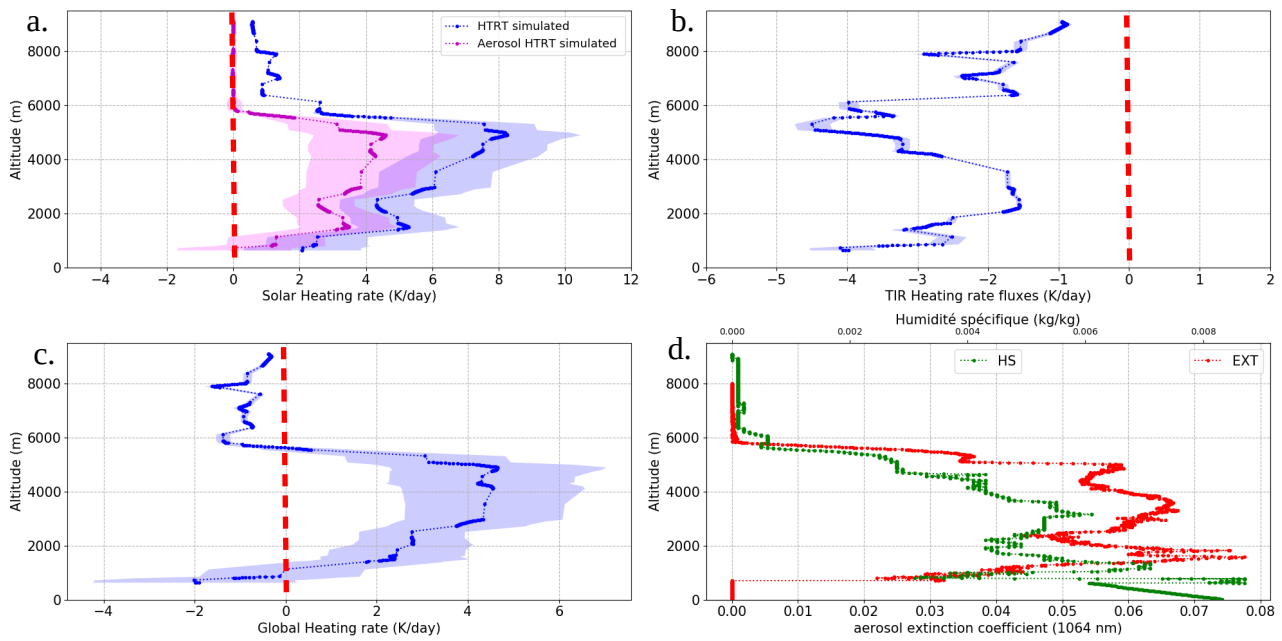 a.
HTRT simulated
Aerosol HTRT simulated
Altitude (m)
8000
6000
4000
2000
0
−4 −2 0 2 4 6 8 10 12
Solar Heating rate (K/day)
b.
Altitude (m)
8000
6000
4000
2000
0
−6 −5 −4 −3 −2 −1 0 1 2
TIR Heating rate fluxes (K/day)
c.
Altitude (m)
8000
6000
4000
2000
0
−4 −2 0 2 4 6
Global Heating rate (K/day)
d.
Humidité spécifique (kg/kg)
0.000 0.002 0.004 0.006 0.008
HS
EXT
Altitude (m)
8000
6000
4000
2000
0
0.00 0.01 0.02 0.03 0.04 0.05 0.06 0.07 0.08
aerosol extinction coefficient (1064 nm)